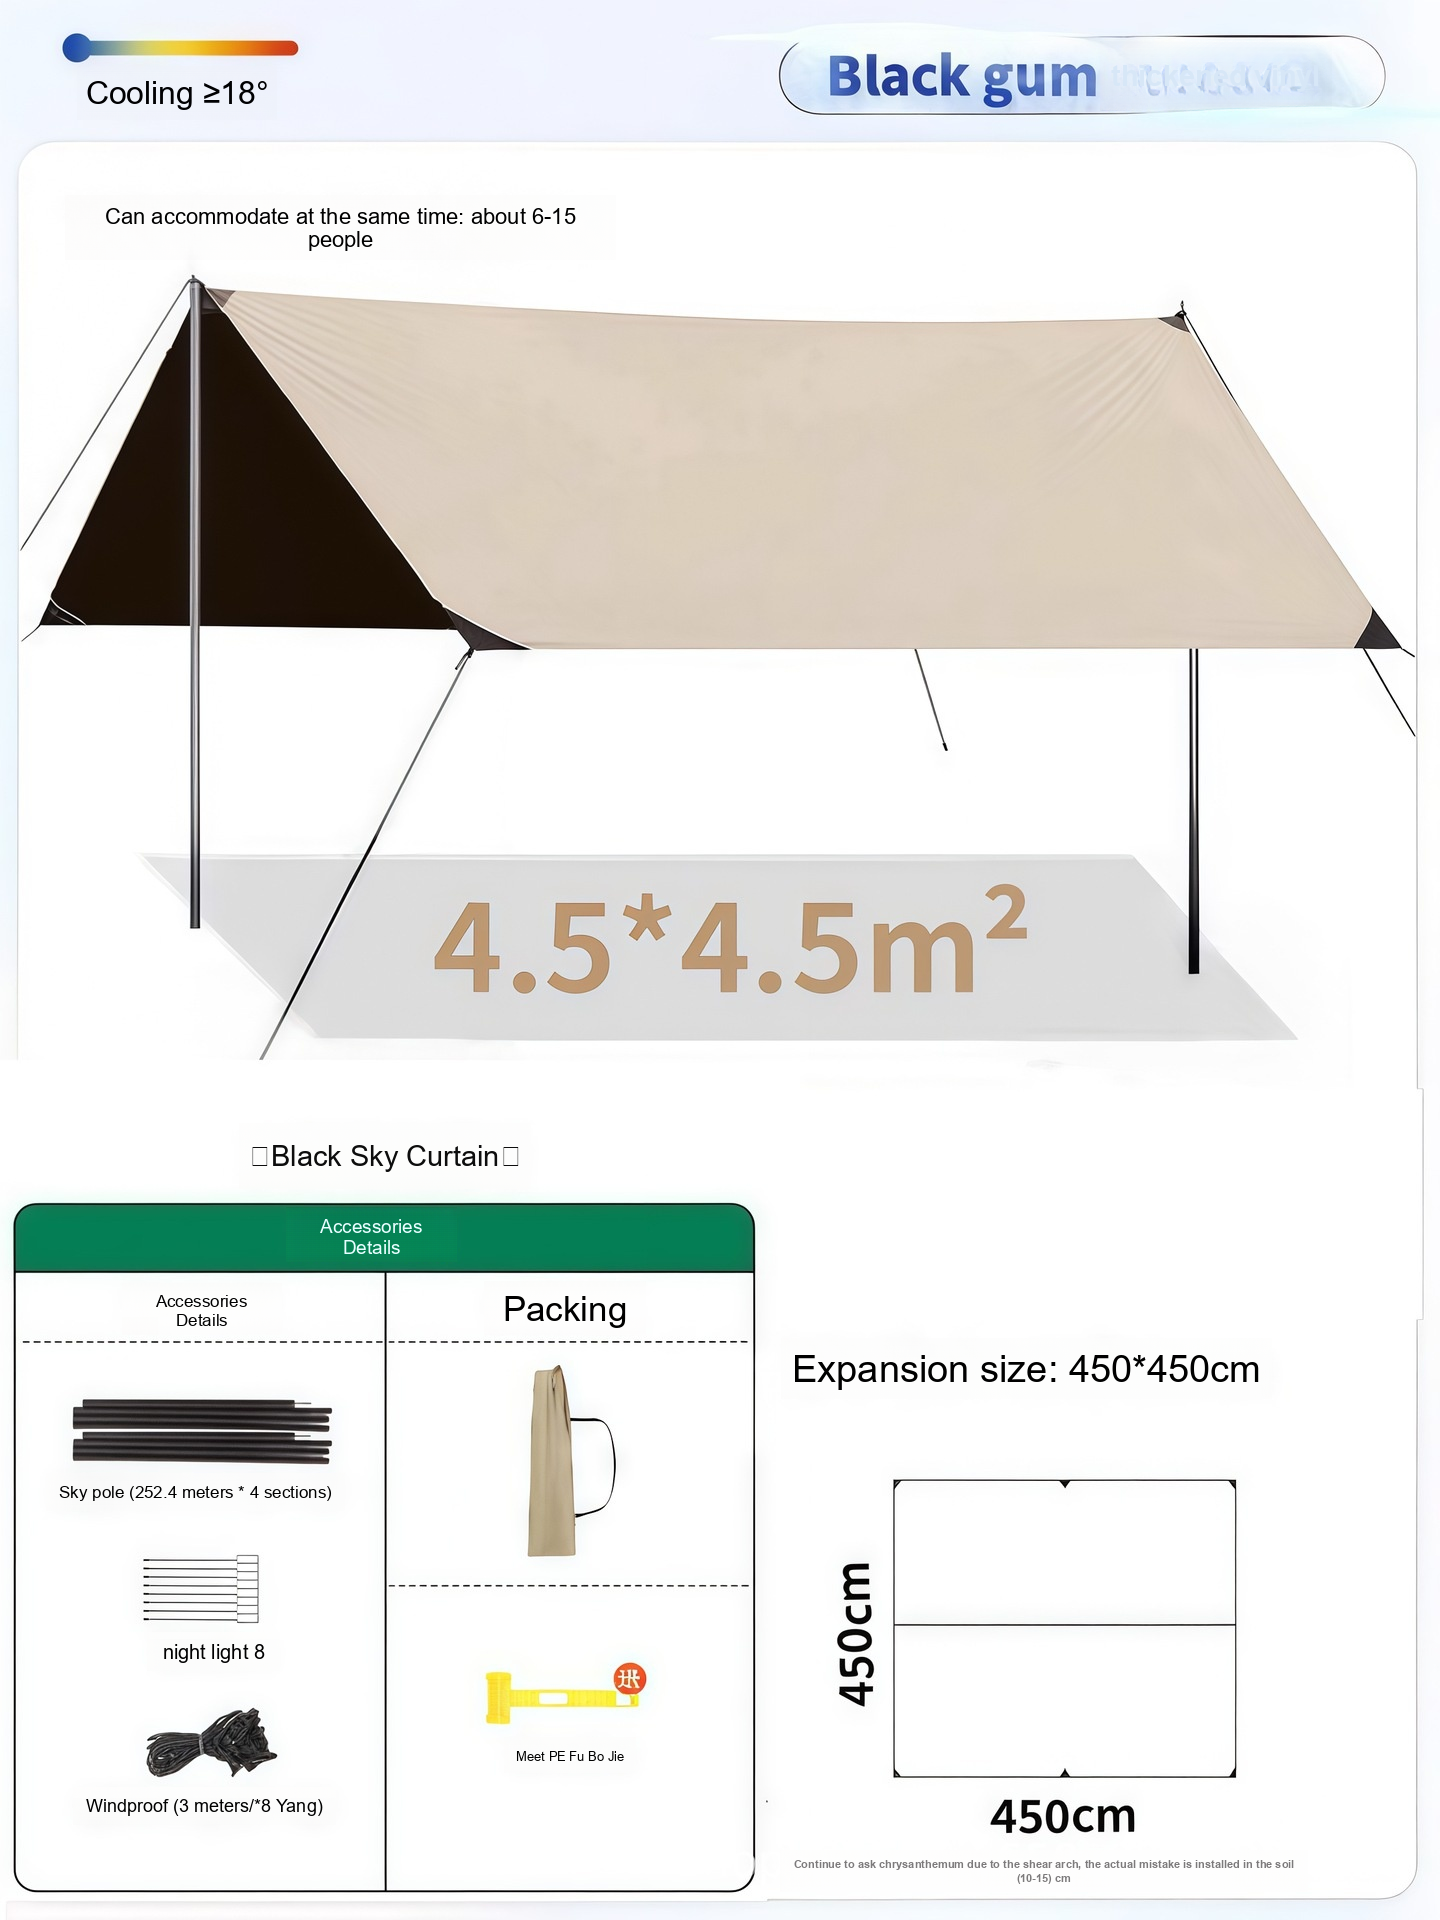 Cooling ≥18°
Black gum
Can accommodate at the same time: about 6-15
people
4.5*4.5m²
Black Sky Curtain
Accessories
Details
Accessories
Details
Packing
Sky pole (252.4 meters * 4 sections)
night light 8
Windproof (3 meters/*8 Yang)
Meet PE Fu Bo Jie
Expansion size: 450*450cm
450cm
450cm
Continue to ask chrysanthemum due to the shear arch, the actual mistake is installed in the soil
(10-15) cm